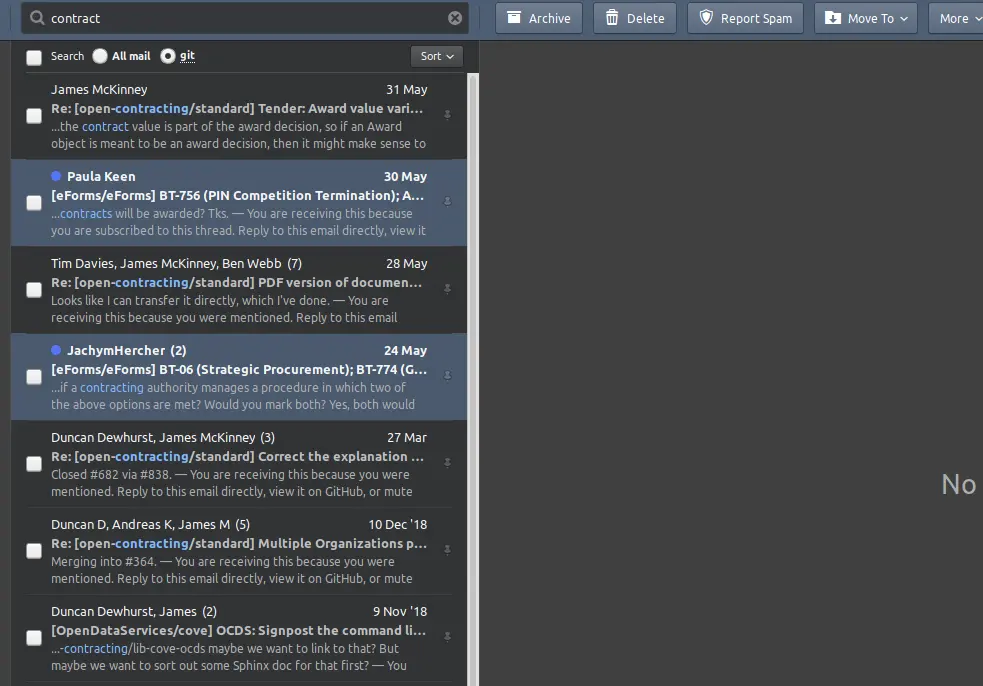 contract
Archive
Delete
Report Spam
Move To
More
Search All mail git
Sort
James McKinney 31 May
Re: [open-contracting/standard] Tender: Award value vari...
...the contract value is part of the award decision, so if an Award
object is meant to be an award decision, then it might make sense to
Paula Keen 30 May
[eForms/eForms] BT-756 (PIN Competition Termination); A...
...contracts will be awarded? Tks. — You are receiving this because
you are subscribed to this thread. Reply to this email directly, view it
Tim Davies, James McKinney, Ben Webb (7) 28 May
Re: [open-contracting/standard] PDF version of documen...
Looks like I can transfer it directly, which I've done. — You are
receiving this because you were mentioned. Reply to this email
JachymHercher (2) 24 May
[eForms/eForms] BT-06 (Strategic Procurement); BT-774 (G...
...if a contracting authority manages a procedure in which two of
the above options are met? Would you mark both? Yes, both would
Duncan Dewhurst, James McKinney (3) 27 Mar
Re: [open-contracting/standard] Correct the explanation ...
Closed #682 via #838. — You are receiving this because you were
mentioned. Reply to this email directly, view it on GitHub, or mute
Duncan D, Andreas K, James M (5) 10 Dec '18
Re: [open-contracting/standard] Multiple Organizations p...
Merging into #364. — You are receiving this because you were
mentioned. Reply to this email directly, view it on GitHub, or mute
Duncan Dewhurst, James (2) 9 Nov '18
[OpenDataServices/cove] OCDS: Signpost the command li...
...-contracting/lib-cove-ocds maybe we want to link to that? But
maybe we want to sort out some Sphinx doc for that first? — You
No